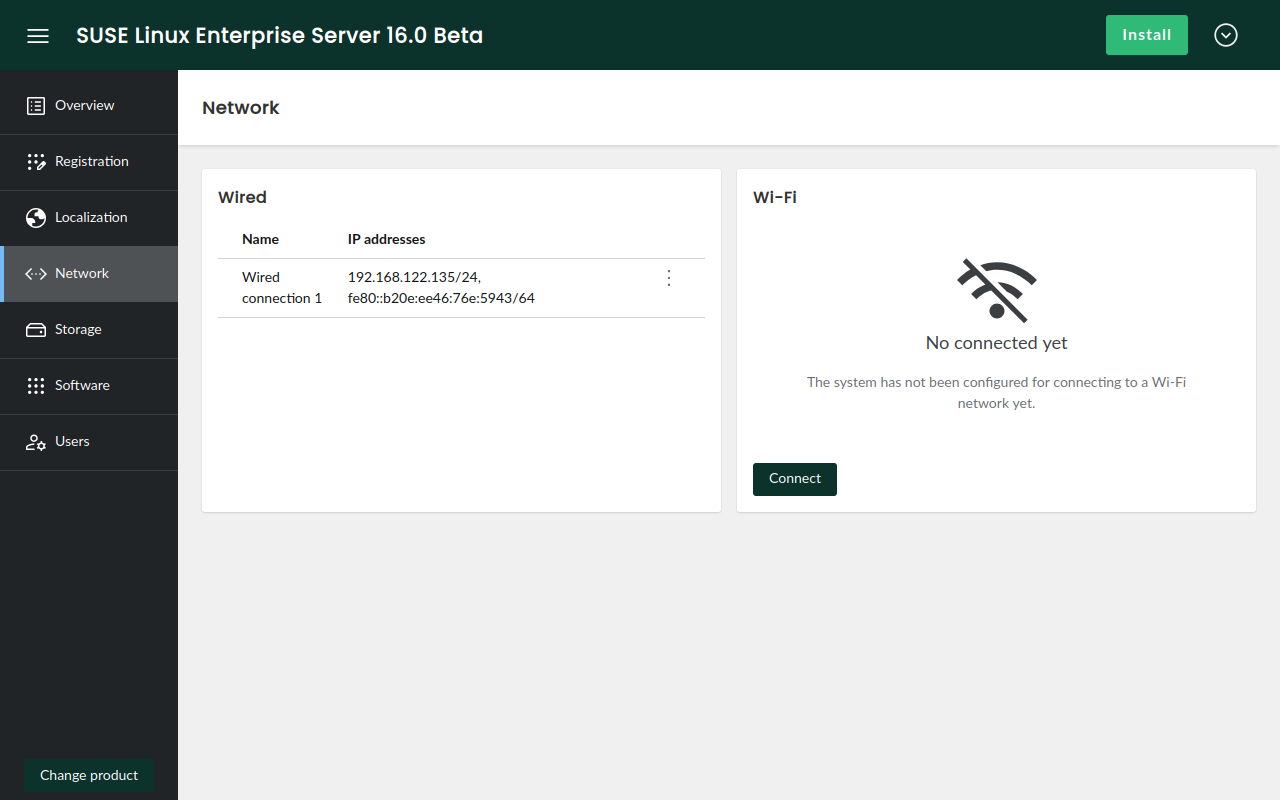 SUSE Linux Enterprise Server 16.0 Beta
Install
Overview
Registration
Localization
Network
Storage
Software
Users
Change product
Network
Wired
Name IP addresses
Wired connection 1
192.168.122.135/24,
fe80::b20e:ee46:76e:5943/64
Wi-Fi
No connected yet
The system has not been configured for connecting to a Wi-Fi
network yet.
Connect